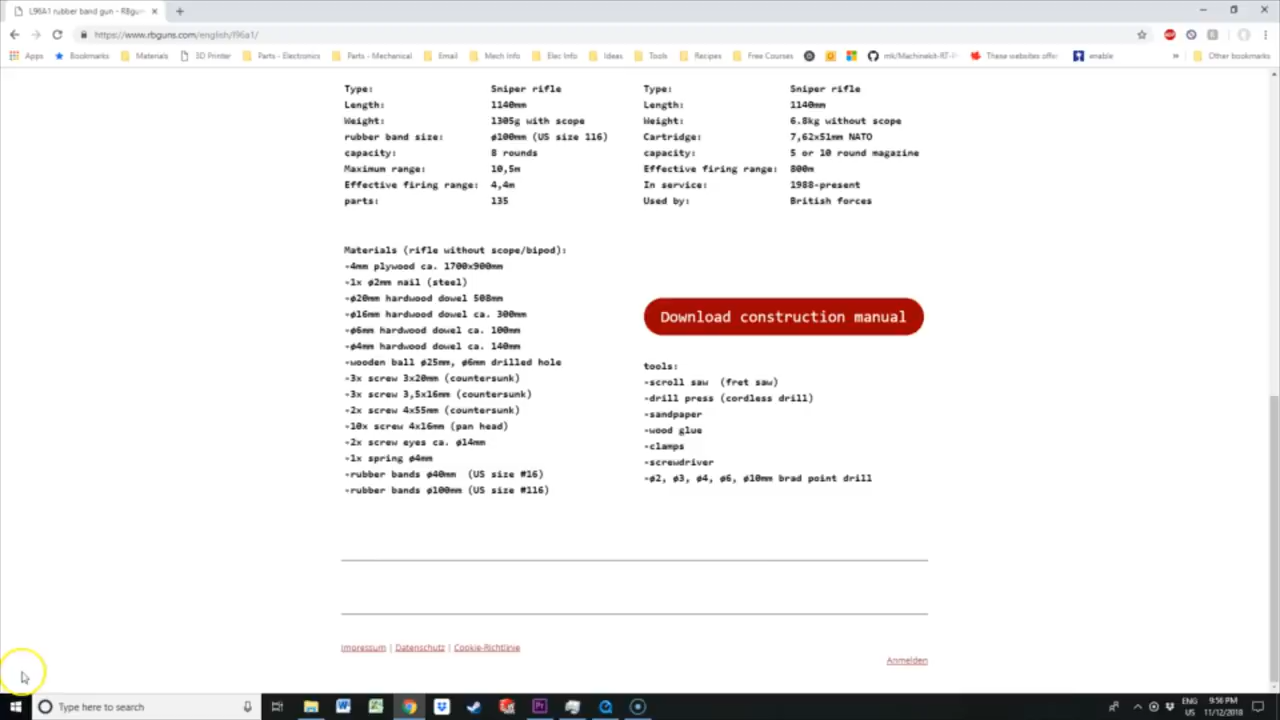 L96A1 rubber band gun - RBgun
https://www.rbguns.com/english/l96a1/
Apps Bookmarks Materials 3D Printer Parts - Electronics Parts - Mechanical Email Mech Info Elec Info Ideas Tools Recipes Free Courses mk/Machinekit-RT-P These websites offer enable » Other bookmarks
Type: Sniper rifle
Length: 1140mm
Weight: 1305g with scope
rubber band size: ø100mm (US size 116)
capacity: 8 rounds
Maximum range: 10,5m
Effective firing range: 4,4m
parts: 135
Type: Sniper rifle
Length: 1140mm
Weight: 6.8kg without scope
Cartridge: 7,62x51mm NATO
capacity: 5 or 10 round magazine
Effective firing range: 800m
In service: 1988-present
Used by: British forces
Materials (rifle without scope/bipod):
-4mm plywood ca. 1700x900mm
-1x ø2mm nail (steel)
-ø20mm hardwood dowel 508mm
-ø16mm hardwood dowel ca. 300mm
-ø6mm hardwood dowel ca. 100mm
-ø4mm hardwood dowel ca. 140mm
-wooden ball ø25mm, ø6mm drilled hole
-3x screw 3x20mm (countersunk)
-3x screw 3,5x16mm (countersunk)
-2x screw 4x55mm (countersunk)
-10x screw 4x16mm (pan head)
-2x screw eyes ca. ø14mm
-1x spring ø4mm
-rubber bands ø40mm (US size #16)
-rubber bands ø100mm (US size #116)
Download construction manual
tools:
-scroll saw (fret saw)
-drill press (cordless drill)
-sandpaper
-wood glue
-clamps
-screwdriver
-ø2, ø3, ø4, ø6, ø10mm brad point drill
Impressum | Datenschutz | Cookie-Richtlinie
Anmelden
Type here to search
ENG
US
9:56 PM
11/12/2018